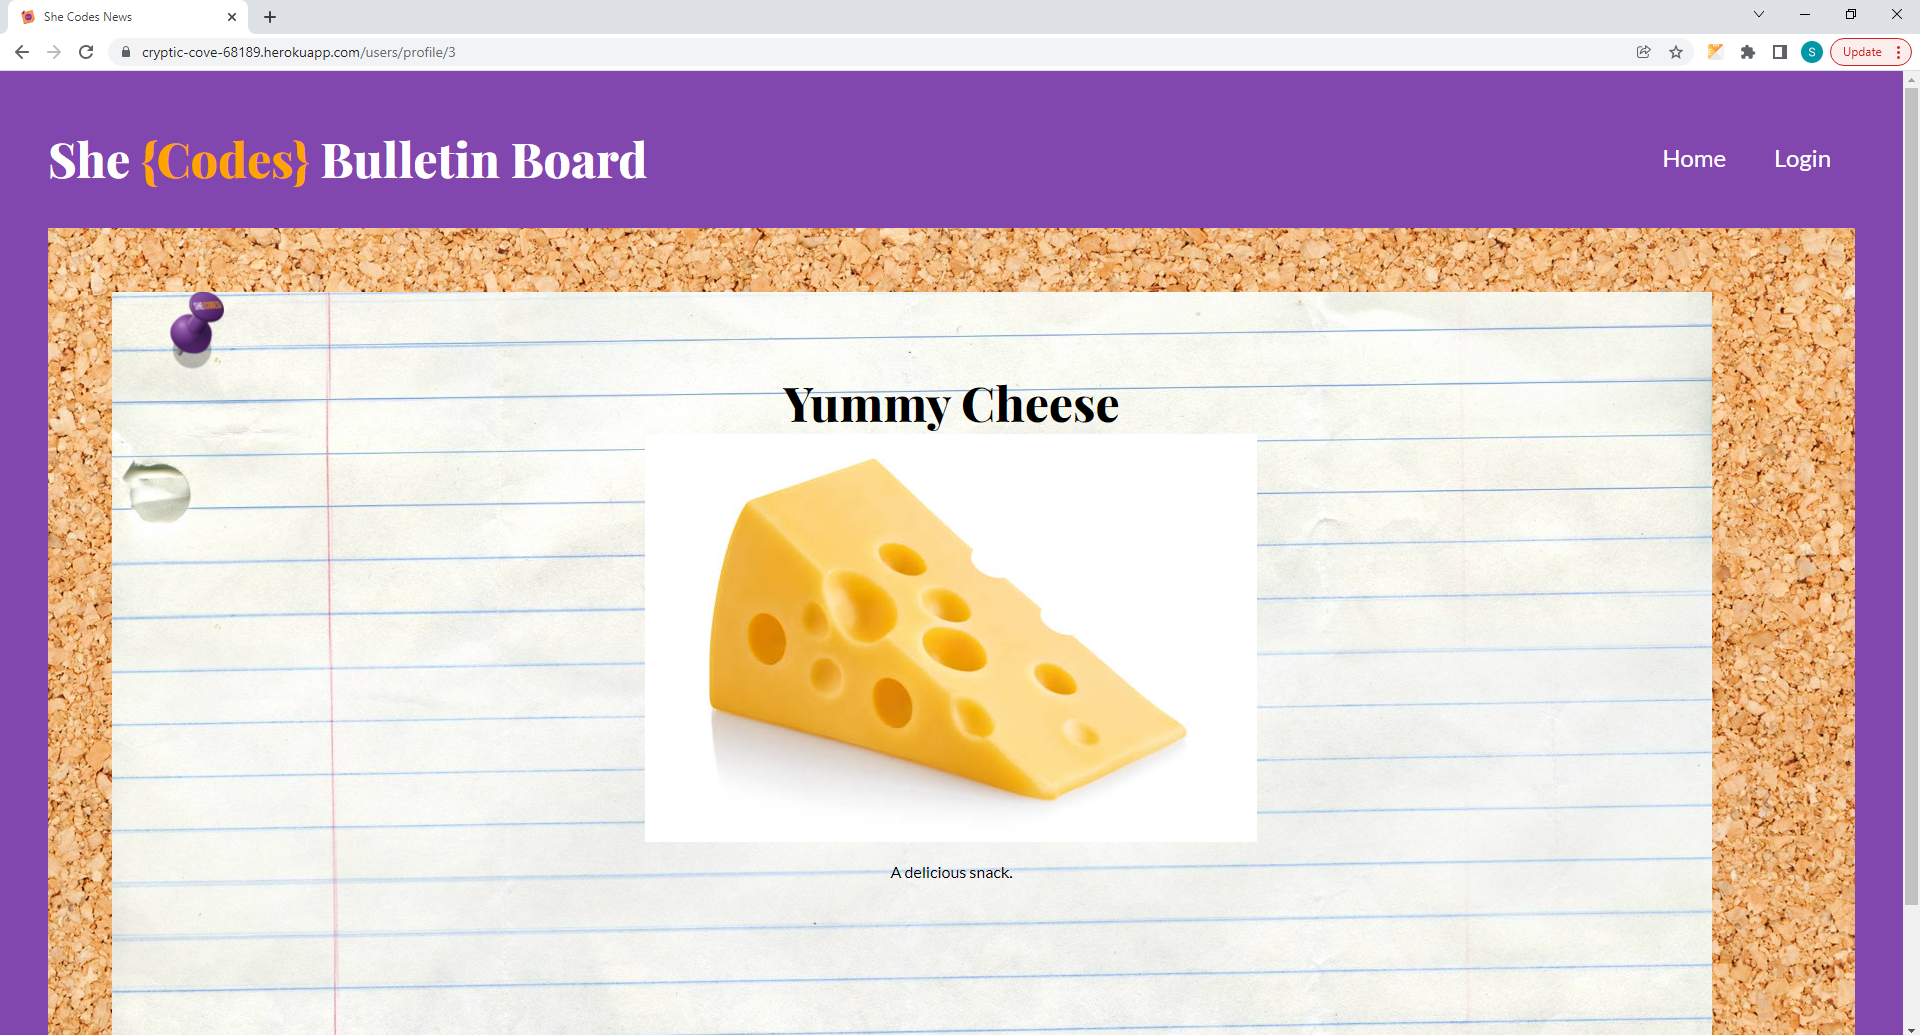 She Codes News
cryptic-cove-68189.herokuapp.com/users/profile/3
S
Update
She {Codes} Bulletin Board
Home
Login
Yummy Cheese
A delicious snack.